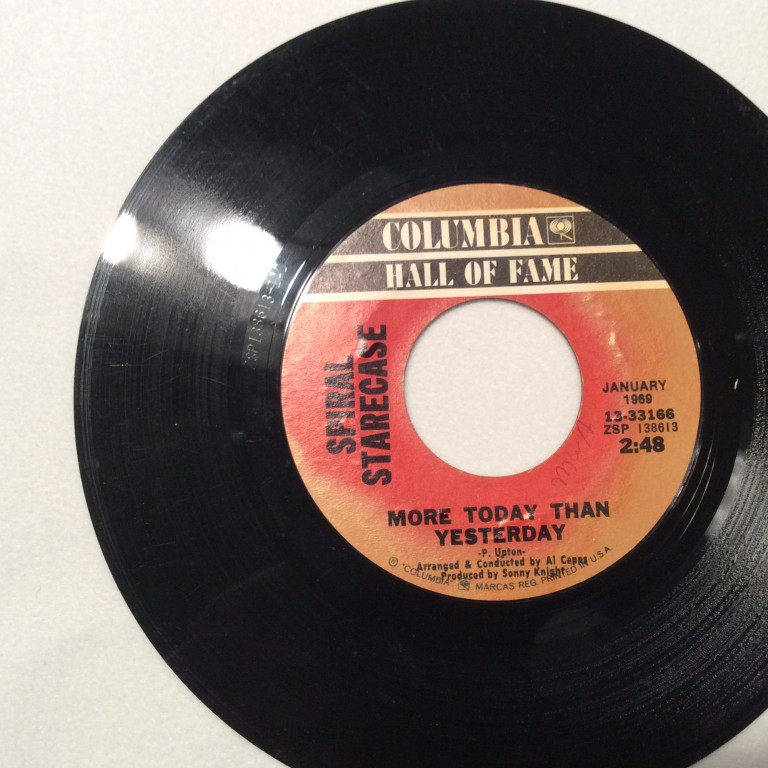 COLUMBIA
HALL OF FAME
SPIRAL
STARECASE
JANUARY
1969
13-33166
ZSP 138613
2:48
MORE TODAY THAN
YESTERDAY
-P. Upton-
Arranged & Conducted by Al Capps
Produced by Sonny Knight
Ⓡ "COLUMBIA" MARCAS REG. PRINTED IN U.S.A.